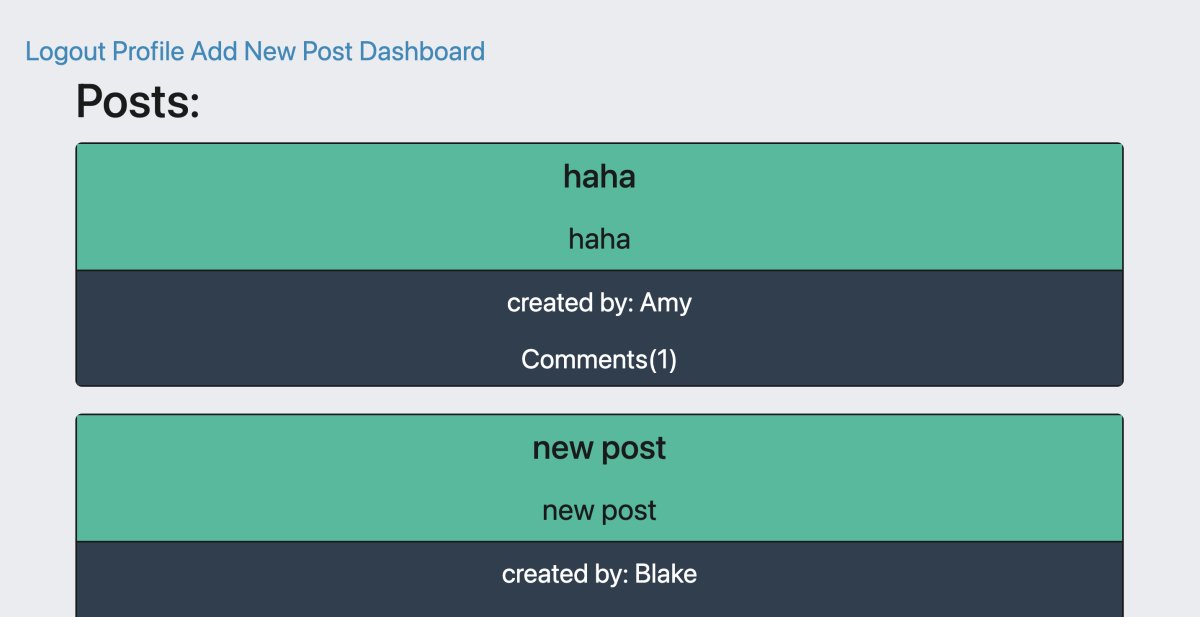 Logout Profile Add New Post Dashboard
Posts:
haha
haha
created by: Amy
Comments(1)
new post
new post
created by: Blake